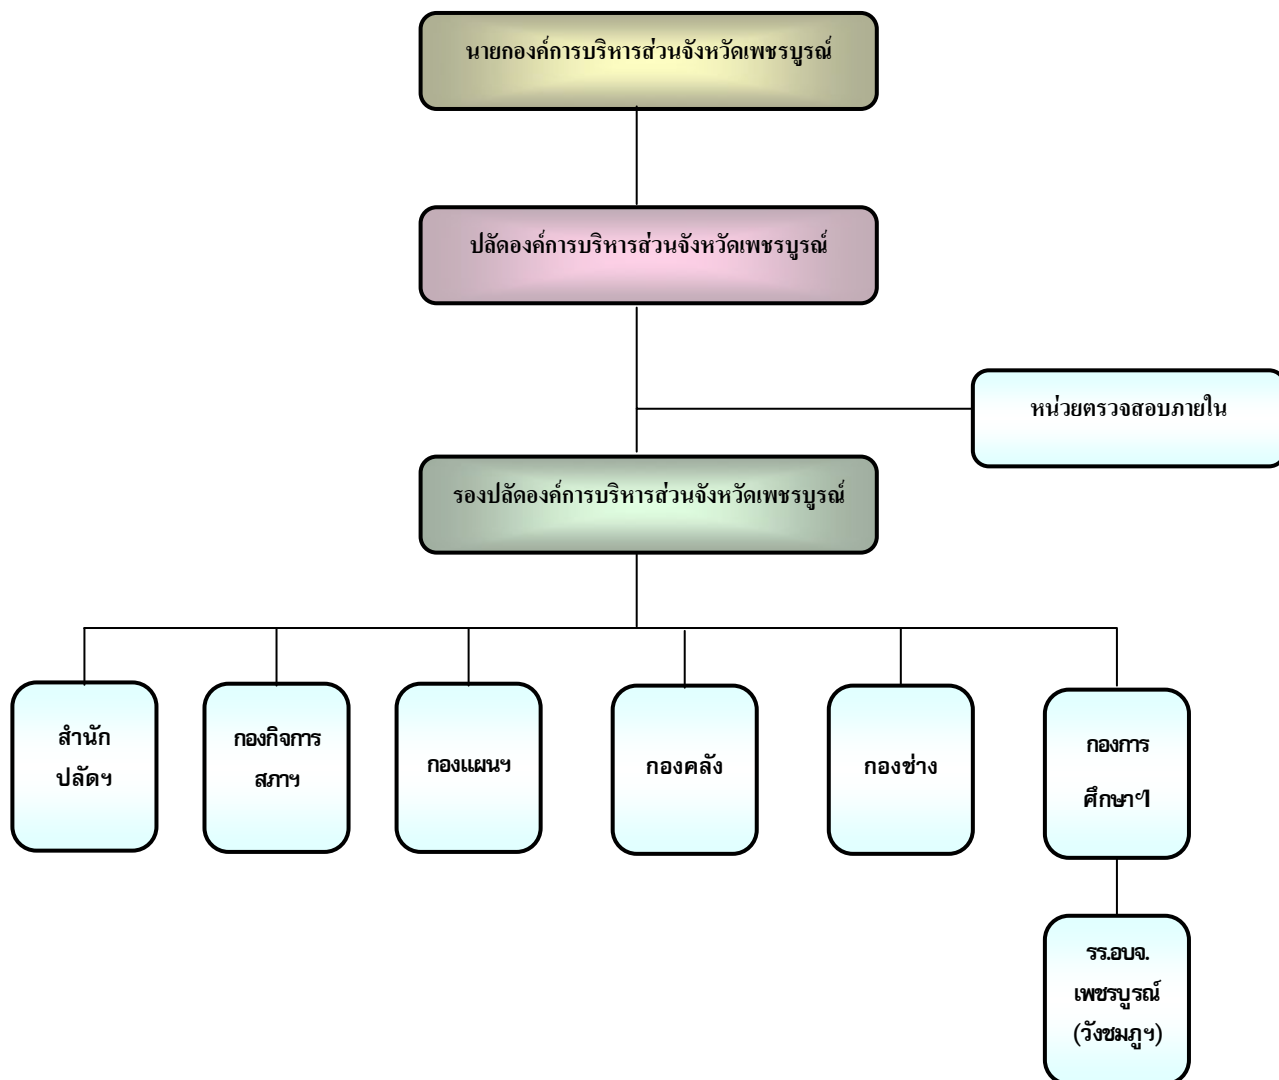 นายกองค์การบริหารส่วนจังหวัดเพชรบูรณ์
ปลัดองค์การบริหารส่วนจังหวัดเพชรบูรณ์
หน่วยตรวจสอบภายใน
รองปลัดองค์การบริหารส่วนจังหวัดเพชรบูรณ์
สำนัก
ปลัดฯ
กองกิจการ
สภาฯ
กองแผนฯ
กองคลัง
กองช่าง
กองการ
ศึกษาฯ
รร.อบจ.
เพชรบูรณ์
(วังชมภูฯ)